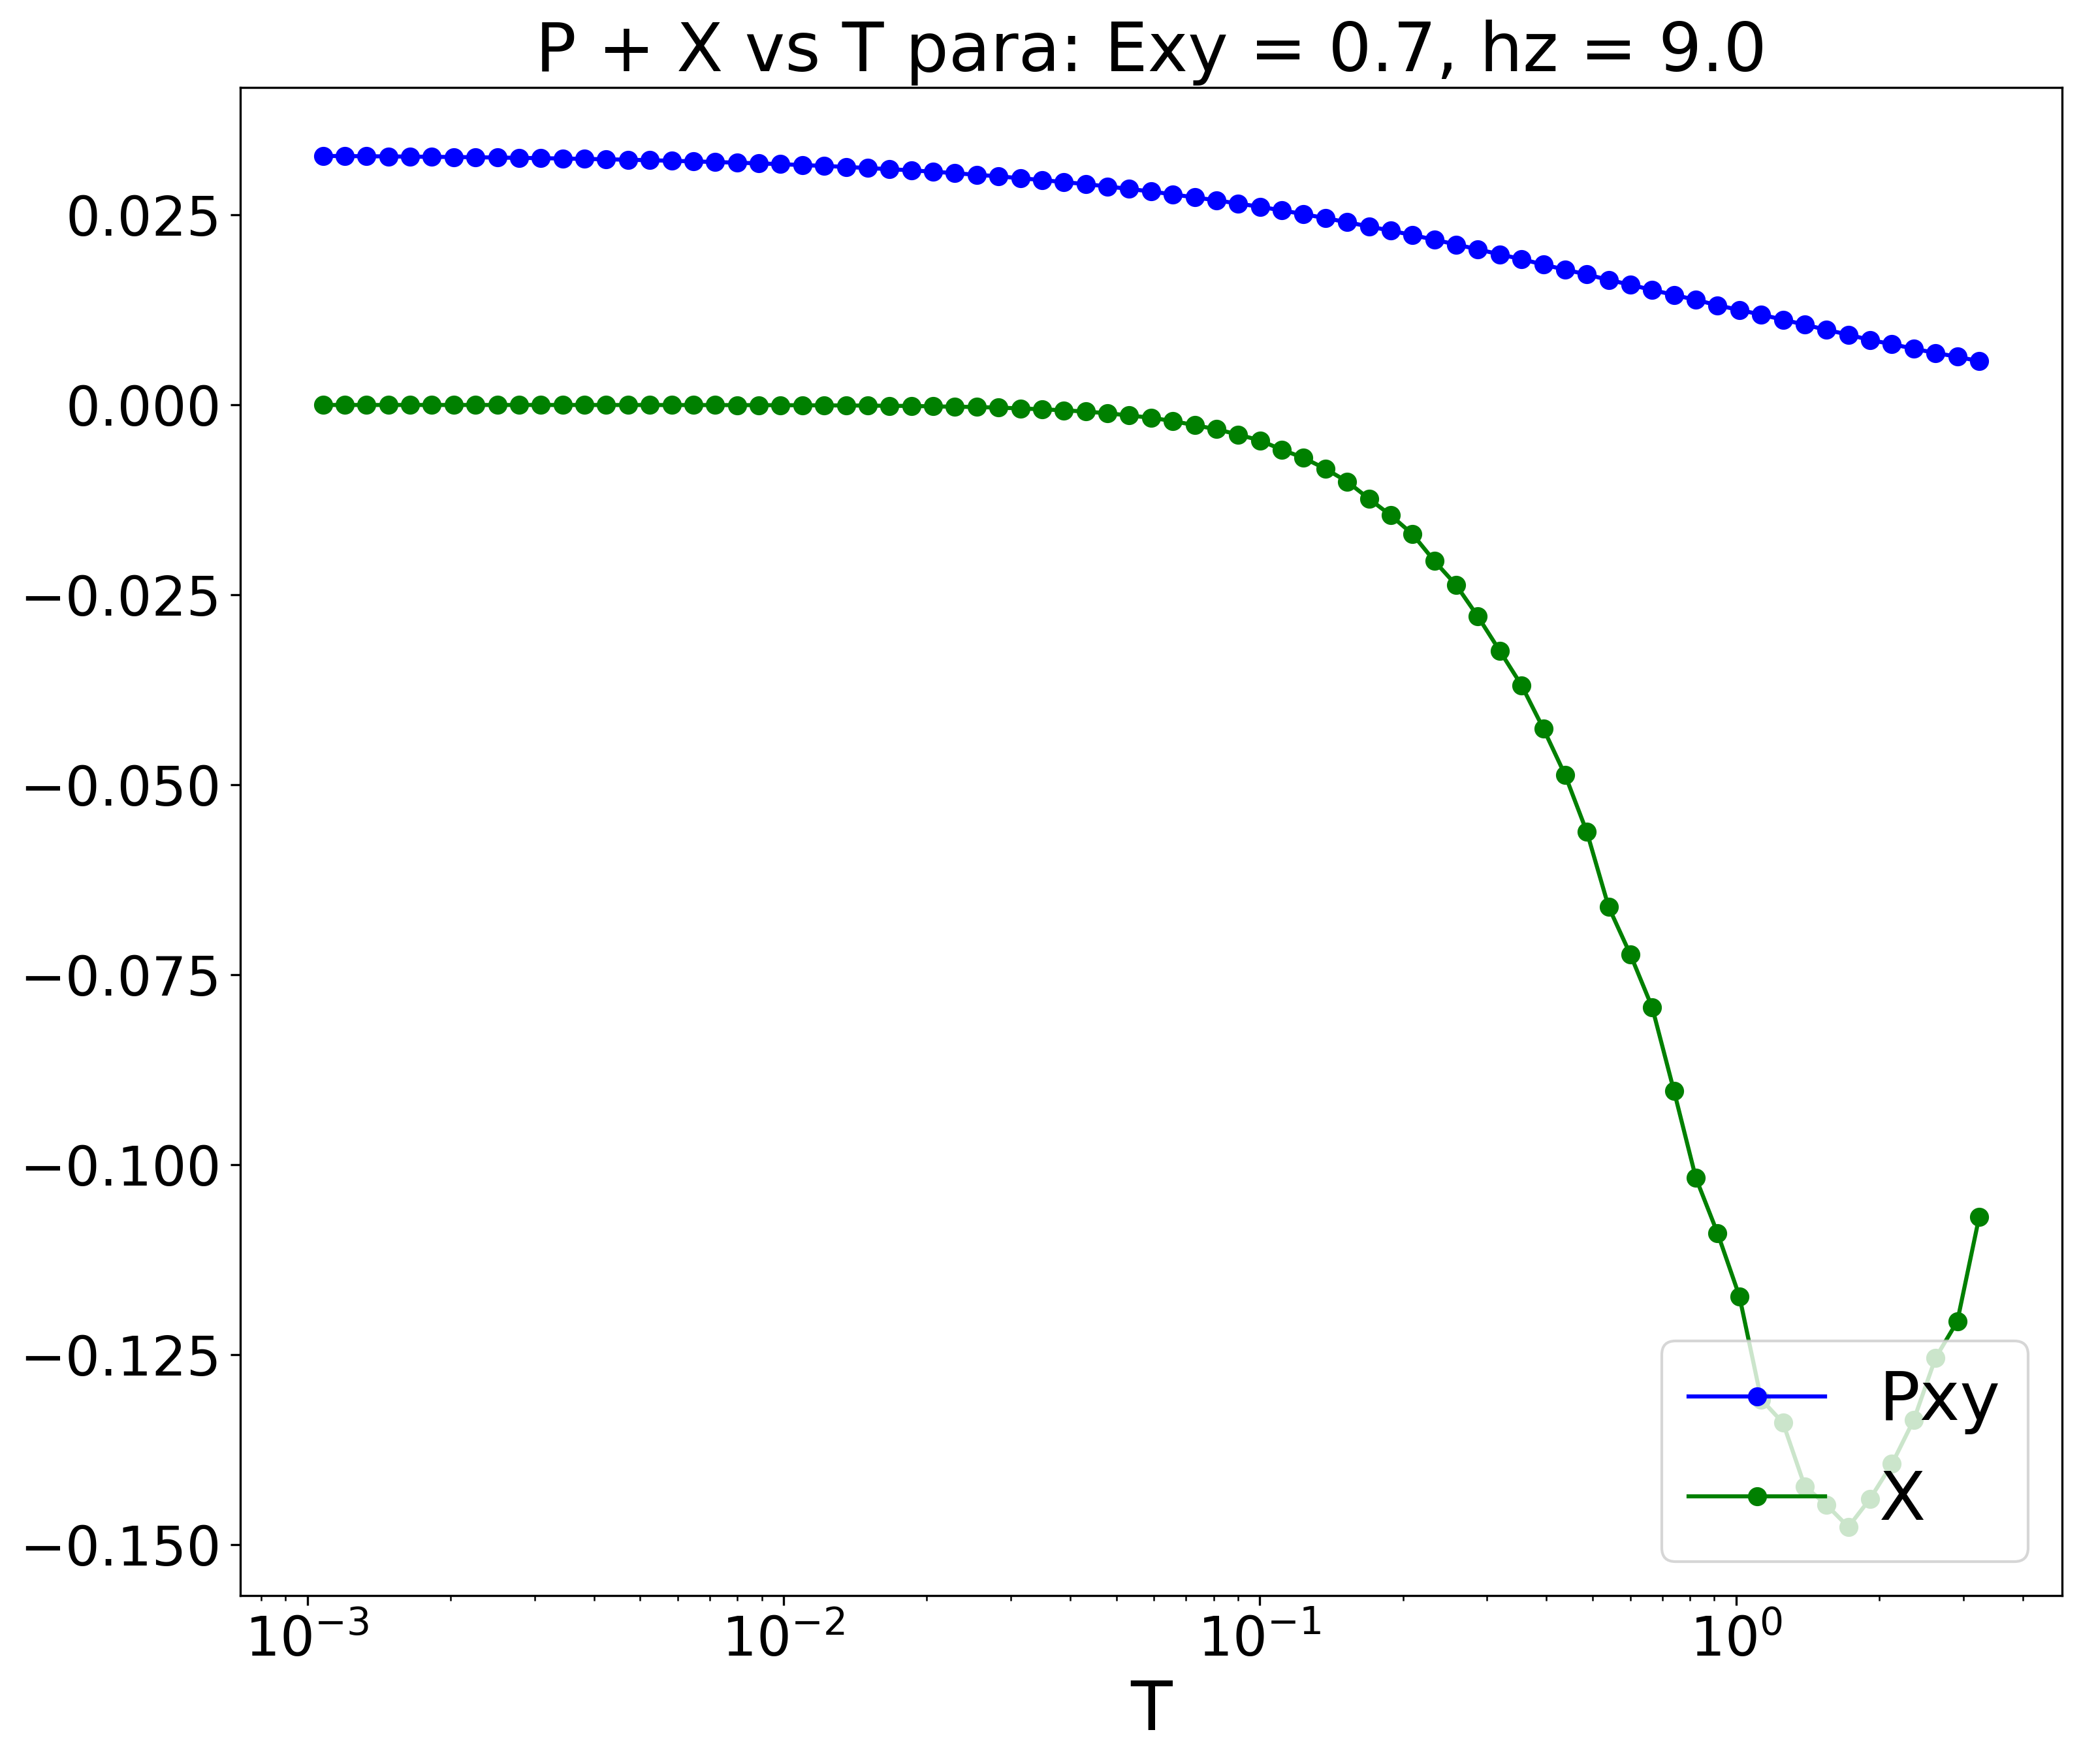 P + X vs T para: Exy = 0.7, hz = 9.0
0.025
0.000
−0.025
−0.050
−0.075
−0.100
−0.125
−0.150
Pxy
X
10⁻³ 10⁻² 10⁻¹ 10⁰
T